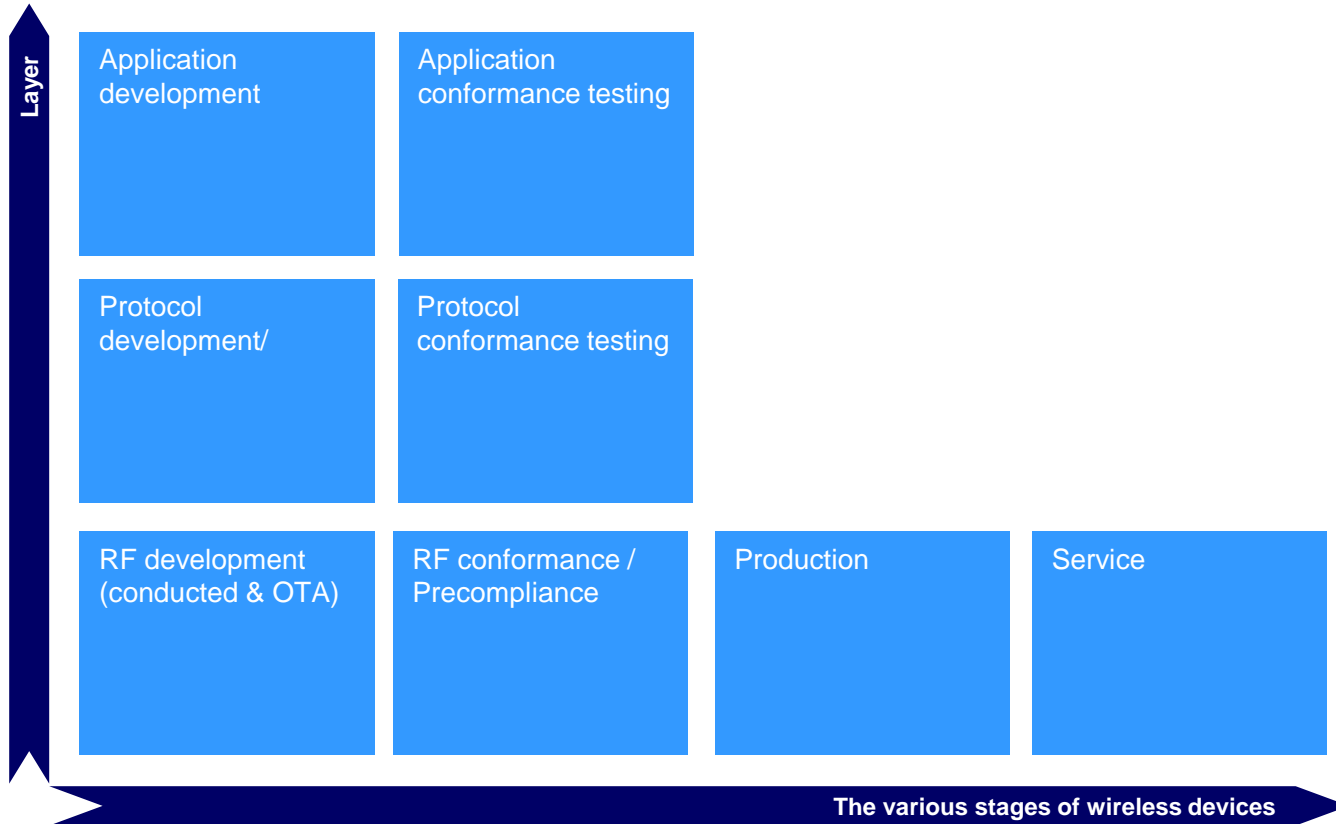 Layer
Application
development
Application
conformance testing
Protocol
development/
Protocol
conformance testing
RF development
(conducted & OTA)
RF conformance /
Precompliance
Production
Service
The various stages of wireless devices